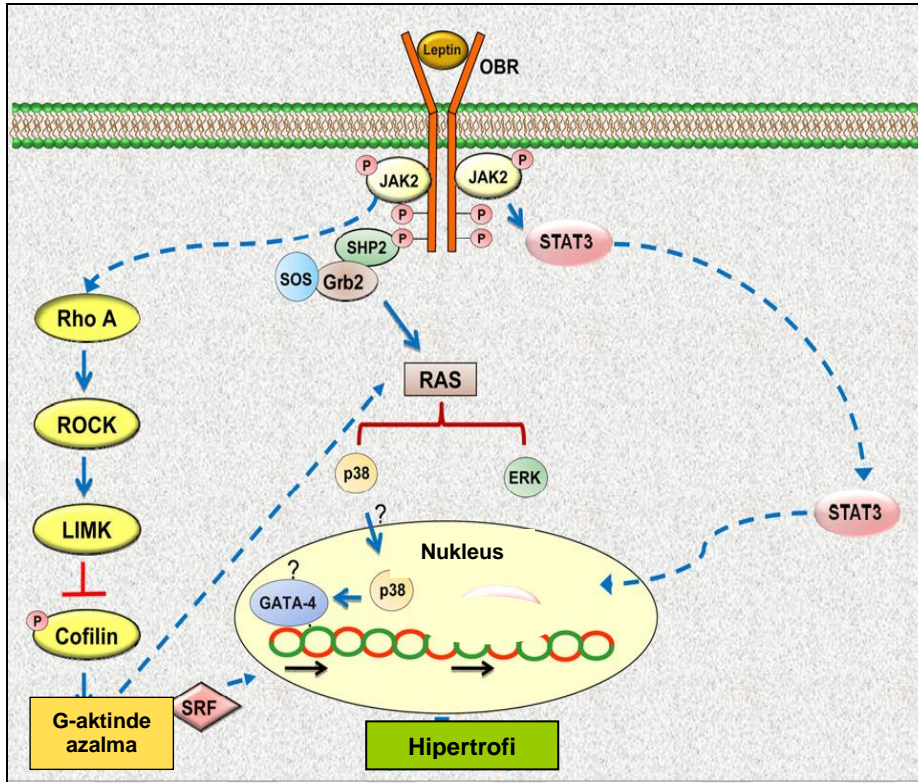 Leptin
OBR
P
JAK2
JAK2
P
P
P
P
P
SHP2
SOS
Grb2
STAT3
Rho A
RAS
ROCK
p38
ERK
?
LIMK
STAT3
Nukleus
?
p38
GATA-4
P
Cofilin
SRF
G-aktinde
azalma
Hipertrofi